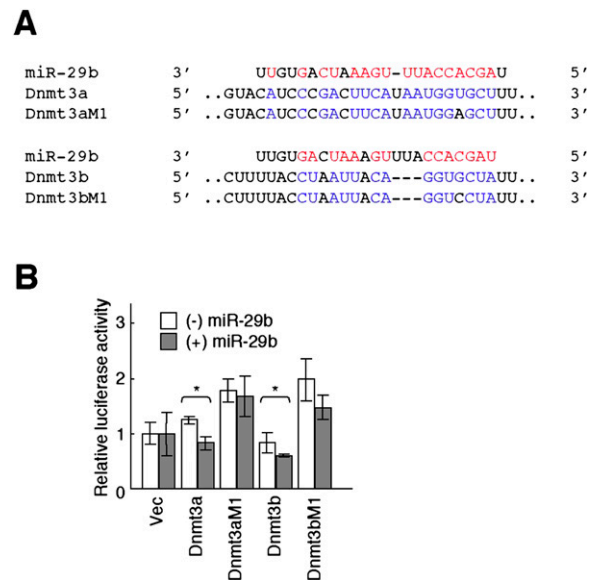 A
miR-29b 3′ UUGUGACUAAAGU-UUACCACGAU 5′
Dnmt3a 5′ ..GUACAUCCCGACUUCAUAAUGGUGCUUU.. 3′
Dnmt3aM1 5′ ..GUACAUCCCGACUUCAUAAUGGAGCUUU.. 3′
miR-29b 3′ UUGUGACUAAAGUUUACCACGAU 5′
Dnmt3b 5′ ..CUUUUACCUAAUUACA---GGUGCUAUU.. 3′
Dnmt3bM1 5′ ..CUUUUACCUAAUUACA---GGUCCUAUU.. 3′
B
Relative luciferase activity
3
2
1
0
(-) miR-29b
(+) miR-29b
*
*
Vec
Dnmt3a
Dnmt3aM1
Dnmt3b
Dnmt3bM1